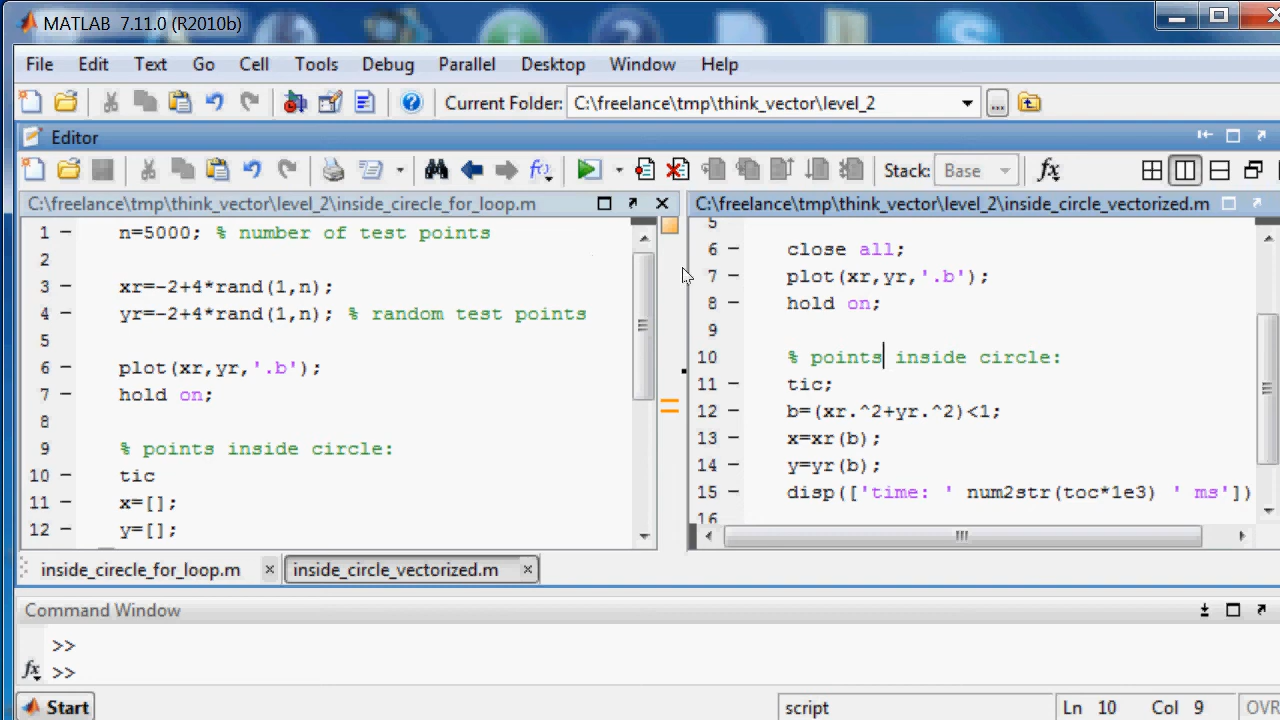 MATLAB 7.11.0 (R2010b)
File Edit Text Go Cell Tools Debug Parallel Desktop Window Help
Current Folder: C:\freelance\tmp\think_vector\level_2
Editor
Stack: Base
C:\freelance\tmp\think_vector\level_2\inside_cirecle_for_loop.m
1 n=5000; % number of test points
2
3 xr=-2+4*rand(1,n);
4 yr=-2+4*rand(1,n); % random test points
5
6 plot(xr,yr,'.b');
7 hold on;
8
9 % points inside circle:
10 tic
11 x=[];
12 y=[];
C:\freelance\tmp\think_vector\level_2\inside_circle_vectorized.m
5
6 close all;
7 plot(xr,yr,'.b');
8 hold on;
9
10 % points inside circle:
11 tic;
12 b=(xr.^2+yr.^2)<1;
13 x=xr(b);
14 y=yr(b);
15 disp(['time: ' num2str(toc*1e3) ' ms'])
16
inside_cirecle_for_loop.m inside_circle_vectorized.m
Command Window
>>
fx >>
Start script Ln 10 Col 9 OVR